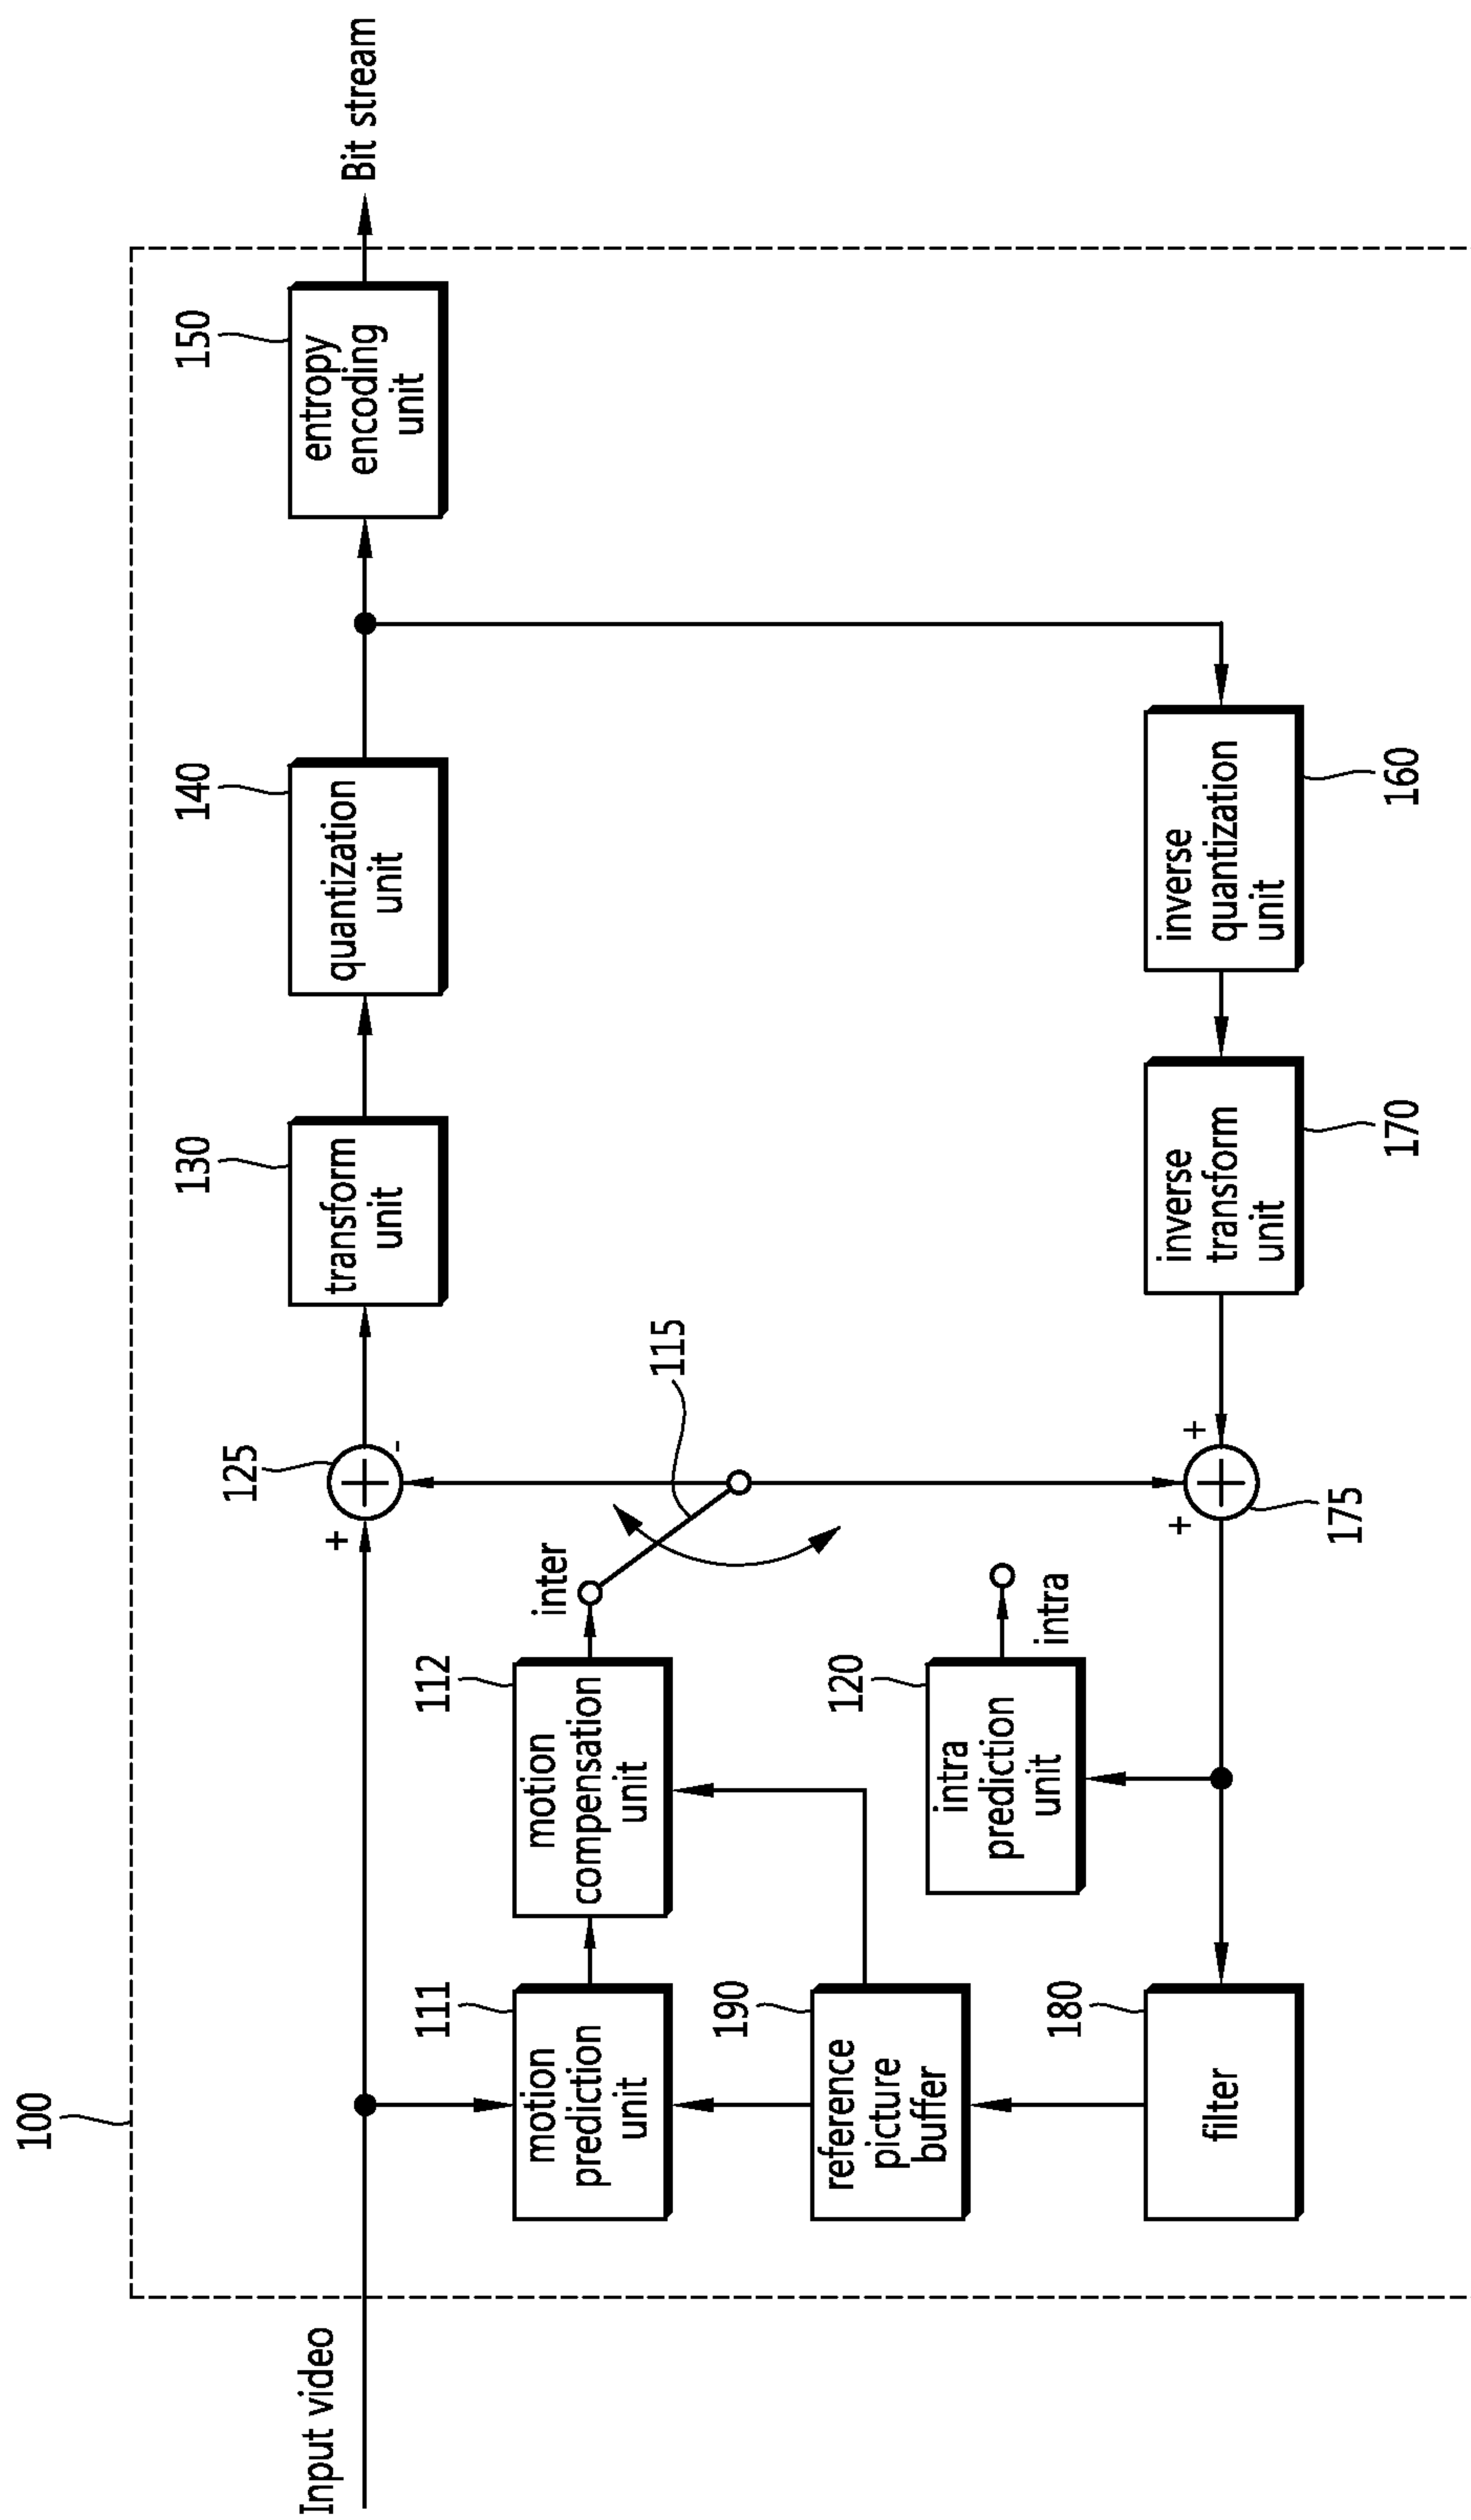 100
Input video
Bit stream
125
+
-
130
transform
unit
140
quantization
unit
150
entropy
encoding
unit
111
motion
prediction
unit
112
motion
compensation
unit
inter
115
190
reference
picture
buffer
120
intra
prediction
unit
intra
180
filter
+
+
175
inverse
transform
unit
170
inverse
quantization
unit
160